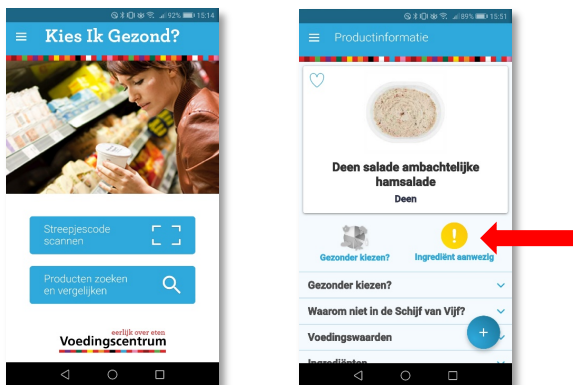 92% 15:14
Kies Ik Gezond?
Streepjescode
scannen
Producten zoeken
en vergelijken
eerlijk over eten
Voedingscentrum
89% 15:51
Productinformatie
Deen salade ambachtelijke
hamsalade
Deen
Gezonder kiezen?
Ingrediënt aanwezig
Gezonder kiezen?
Waarom niet in de Schijf van Vijf?
Voedingswaarden
Ingrediënten